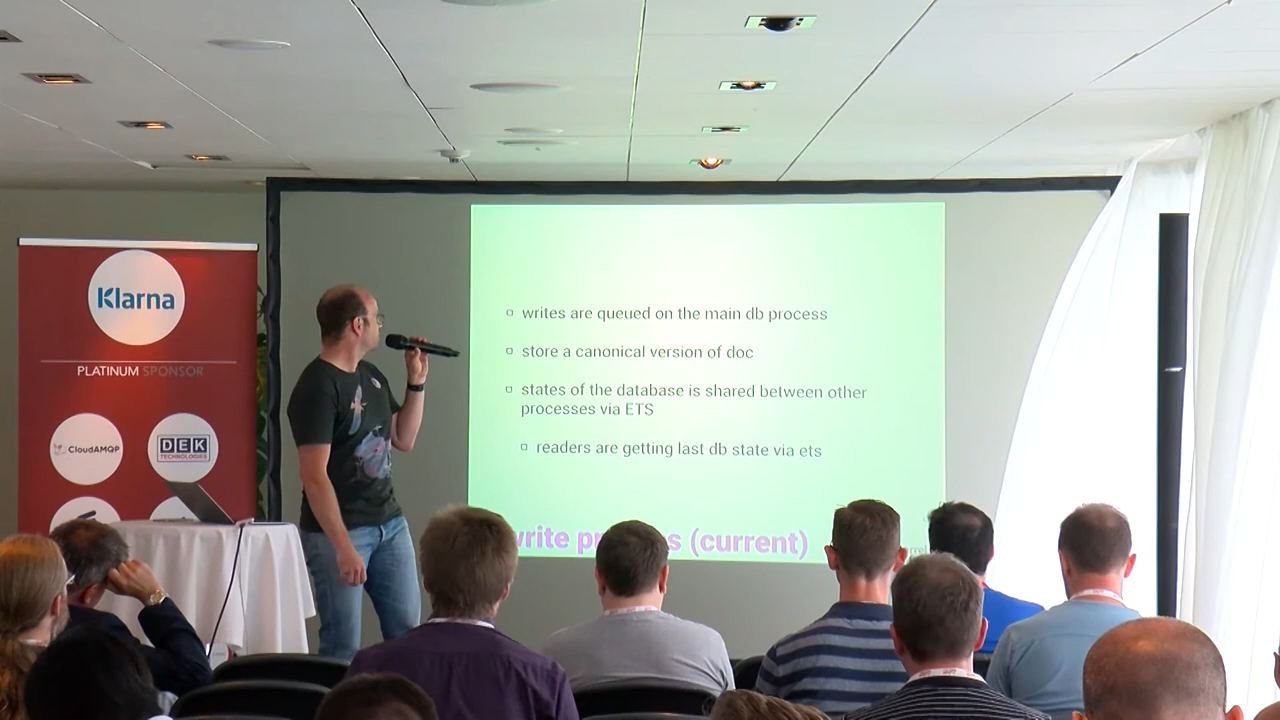 Klarna
PLATINUM SPONSOR
CloudAMQP
DEK
TECHNOLOGIES
writes are queued on the main db process
store a canonical version of doc
states of the database is shared between other
processes via ETS
readers are getting last db state via ets
write (current)